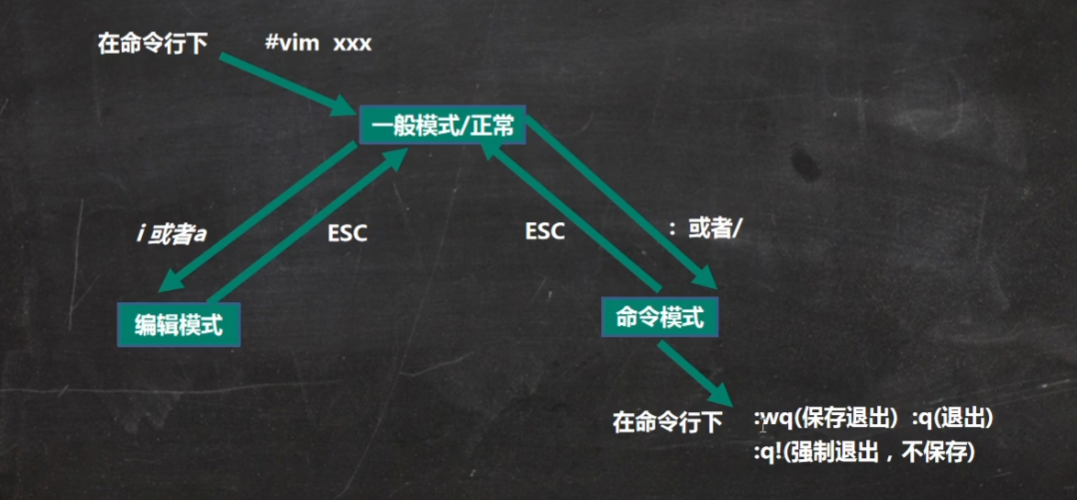 在命令行下 #vim xxx
一般模式/正常
i 或者a
ESC
ESC
: 或者/
编辑模式
命令模式
在命令行下 :wq(保存退出) :q(退出)
:q!(强制退出，不保存)